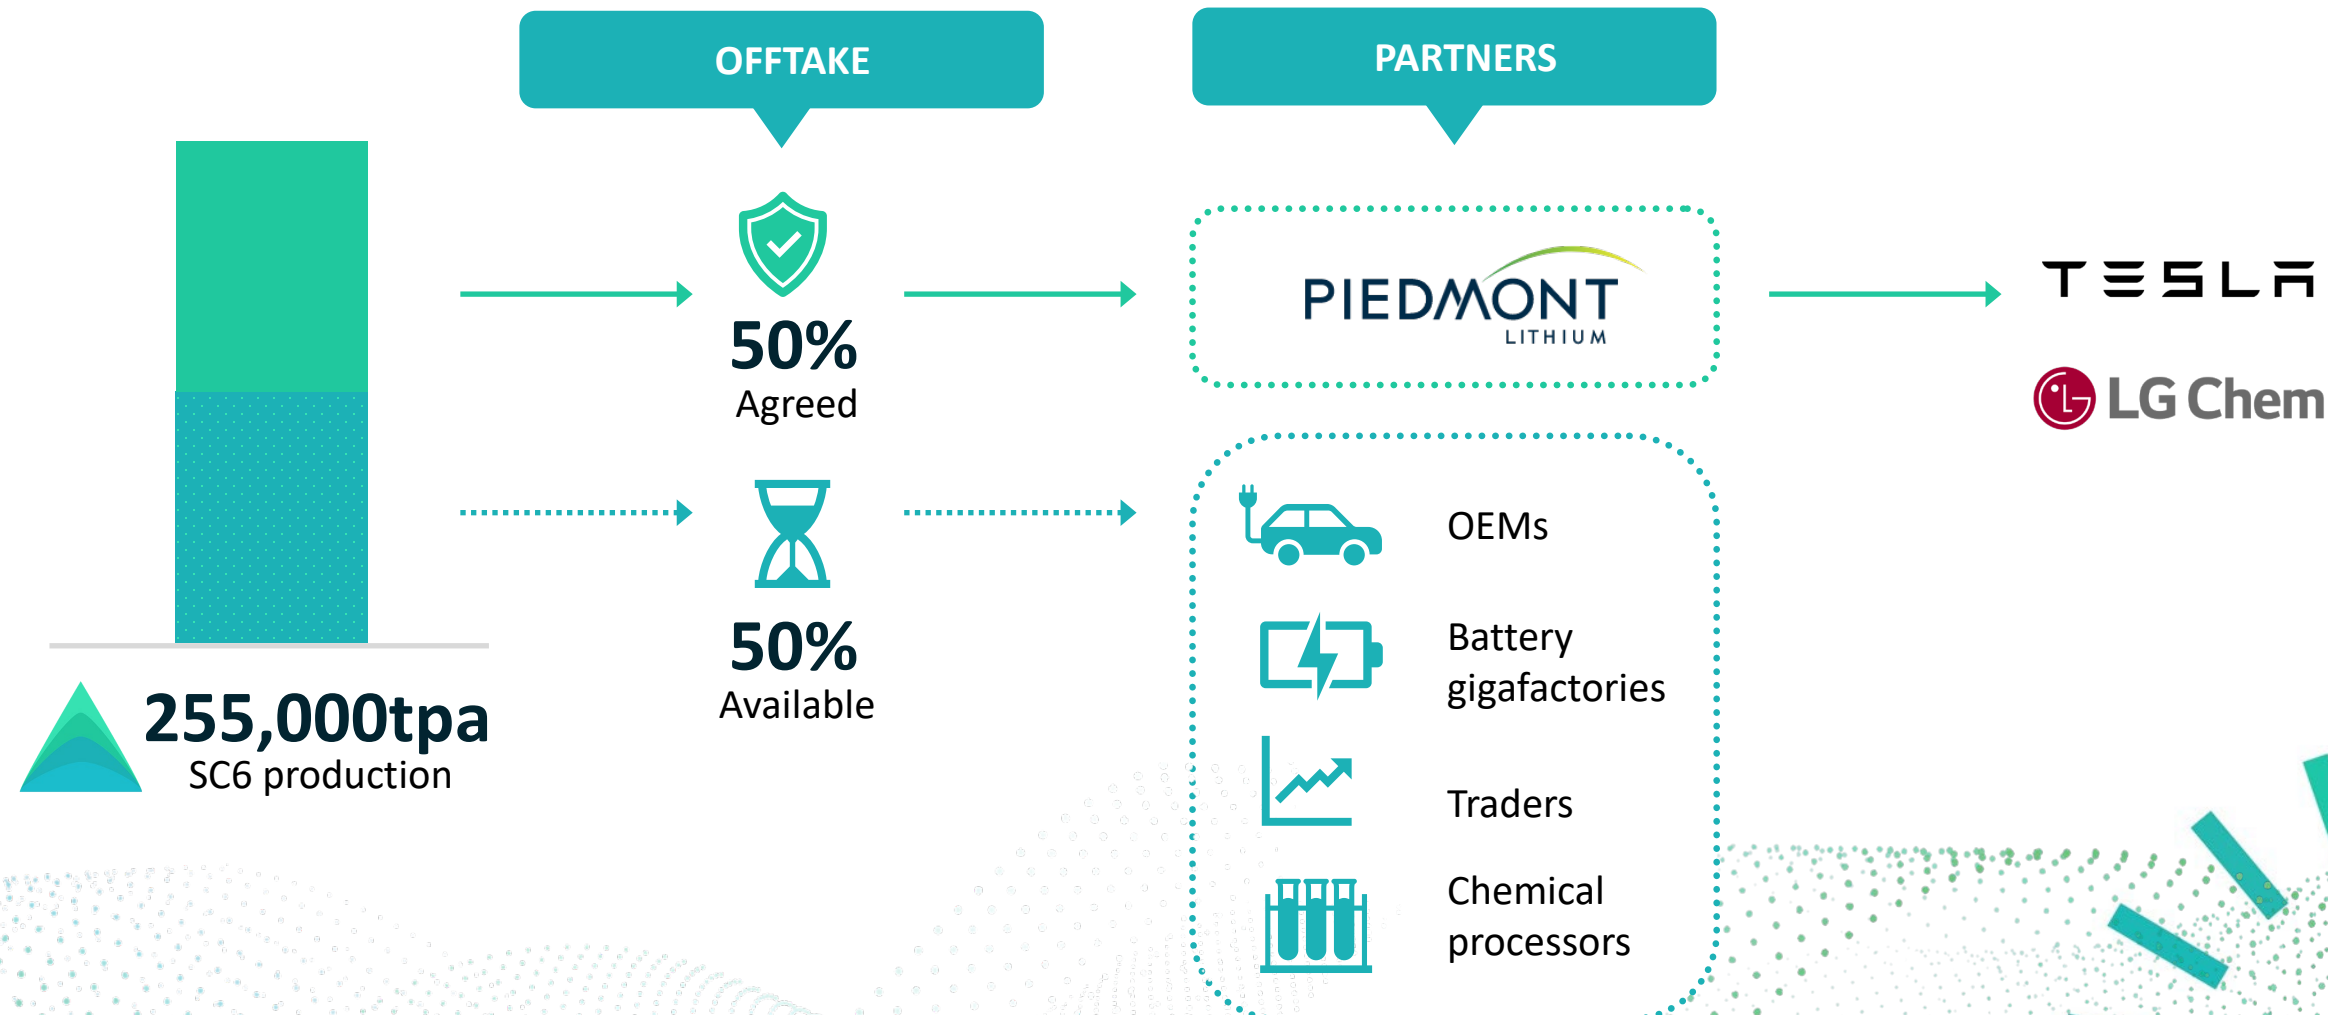 OFFTAKE
PARTNERS
50%
Agreed
PIEDMONT
LITHIUM
TESLA
LG LG Chem
50%
Available
OEMs
Battery
gigafactories
Traders
Chemical
processors
255,000tpa
SC6 production